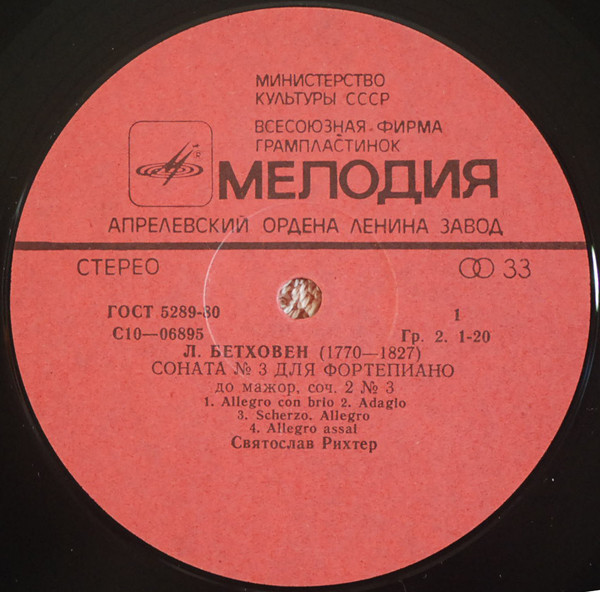 МИНИСТЕРСТВО
КУЛЬТУРЫ СССР
ВСЕСОЮЗНАЯ ФИРМА
ГРАМПЛАСТИНОК
МЕЛОДИЯ
АПРЕЛЕВСКИЙ ОРДЕНА ЛЕНИНА ЗАВОД
СТЕРЕО 33
ГОСТ 5289-80 1
С10—06895 Гр. 2. 1-20
Л. БЕТХОВЕН (1770—1827)
СОНАТА № 3 ДЛЯ ФОРТЕПИАНО
до мажор, соч. 2 № 3
1. Allegro con brio 2. Adagio
3. Scherzo. Allegro
4. Allegro assai
Святослав Рихтер